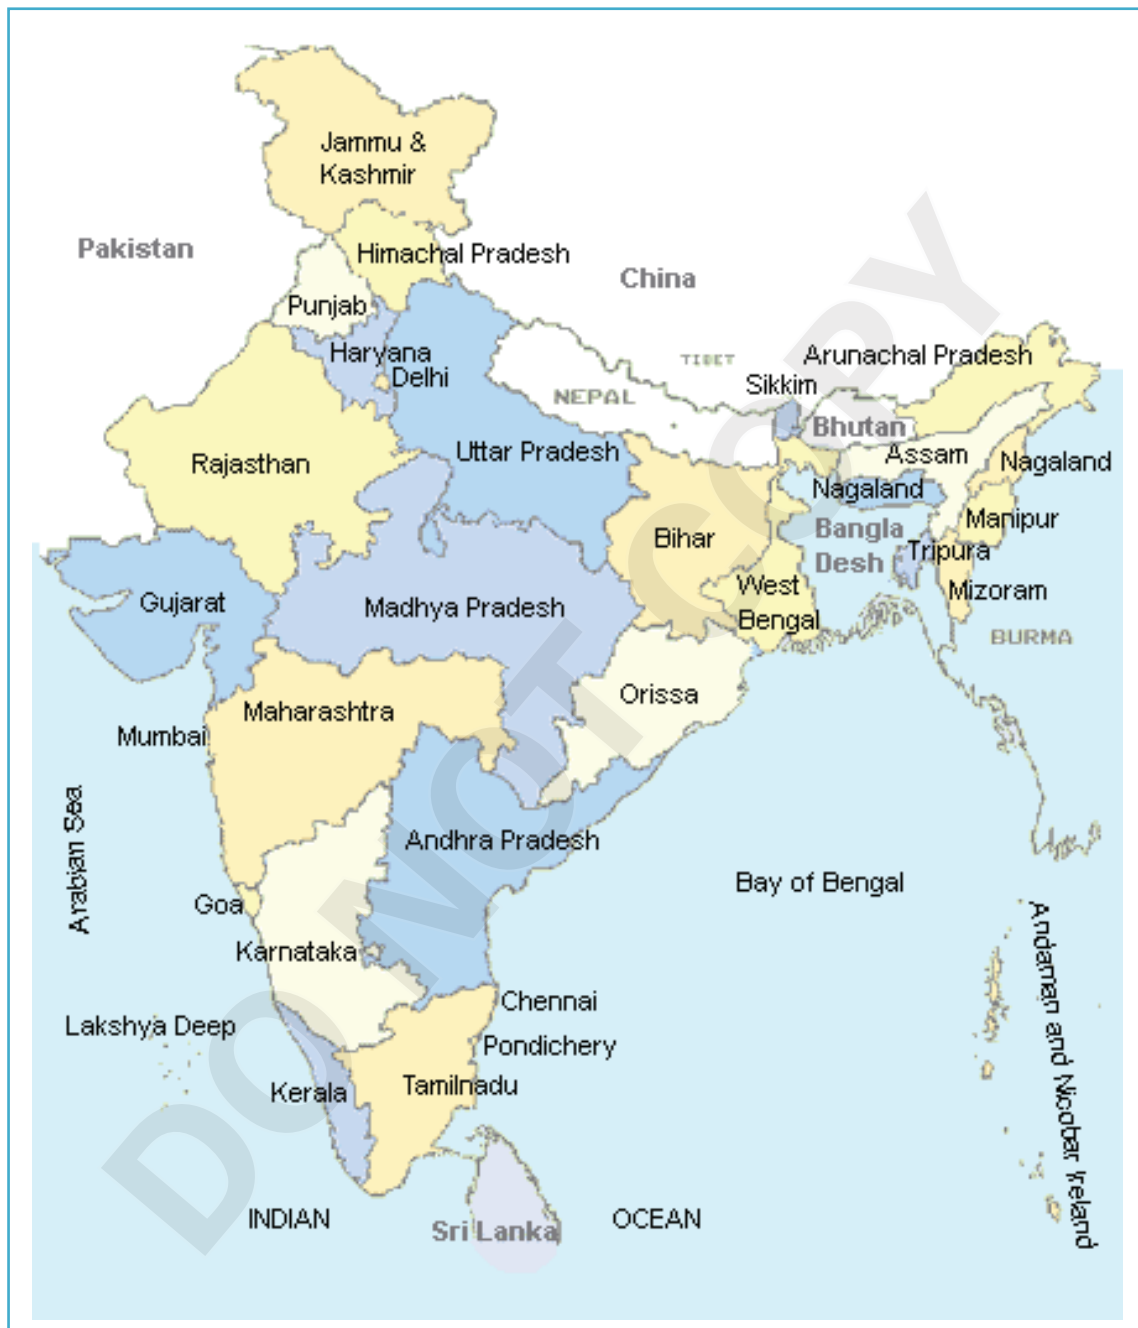 Jammu &
Kashmir
Pakistan
Himachal Pradesh
China
Punjab
Haryana
Delhi
TIBET
Arunachal Pradesh
Sikkim
NEPAL
Bhutan
Uttar Pradesh
Assam
Rajasthan
Nagaland
Nagaland
Manipur
Bangla
Desh
Bihar
Tripura
Gujarat
Madhya Pradesh
West
Bengal
Mizoram
BURMA
Orissa
Maharashtra
Mumbai
Arabian Sea
Andhra Pradesh
Bay of Bengal
Goa
Karnataka
Andaman and Nicobar Ireland
Chennai
Lakshya Deep
Pondichery
Kerala
Tamilnadu
INDIAN
OCEAN
Sri Lanka
DO NOT COPY